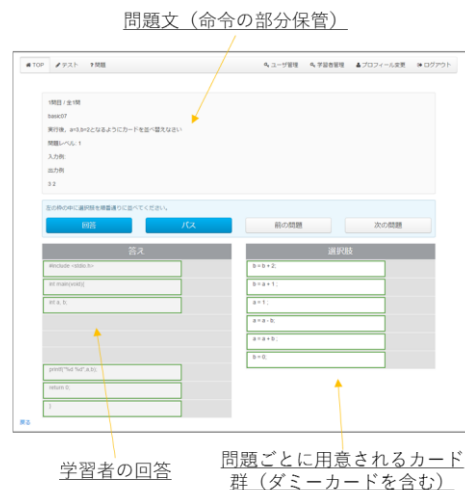 問題文（命令の部分保管）
TOP テスト 問題 ユーザ管理 学習者管理 プロフィール変更 ログアウト
1問目 / 全1問
basic07
実行後、a=3,b=2となるようにカードを並べ替えなさい
問題レベル: 1
入力例:
出力例:
3 2
左の枠の中に選択肢を順番通りに並べてください。
回答 パス 前の問題 次の問題
答え 選択肢
#include <stdio.h>
int main(void){
int a, b;
printf("%d %d",a,b);
return 0;
}
b = b + 2;
b = a + 1 ;
a = 1 ;
a = a - b;
a = a + b ;
b = 0;
戻る
学習者の回答
問題ごとに用意されるカード
群（ダミーカードを含む）